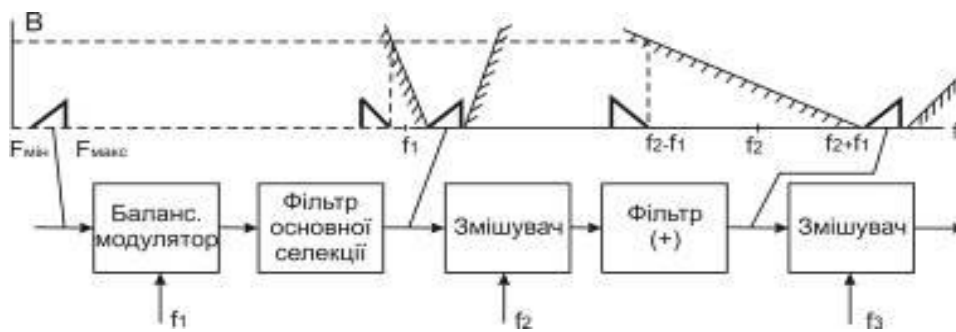 В
Fмін
Fмакс
f1
f2-f1
f2
f2+f1
f
Баланс.
модулятор
Фільтр
основної
селекції
Змішувач
Фільтр
(+)
Змішувач
f1
f2
f3